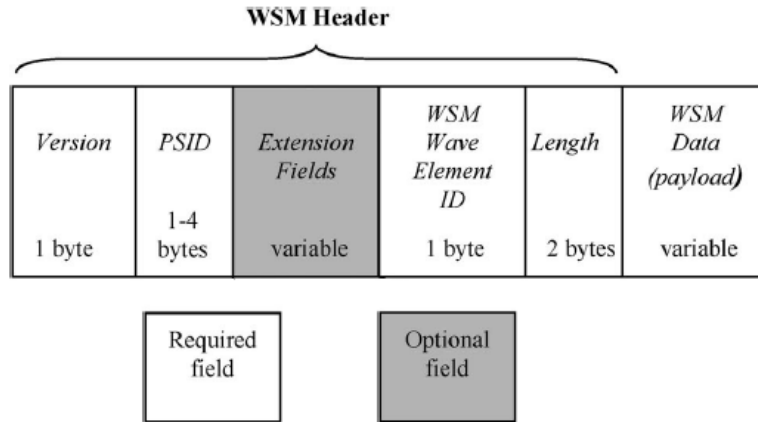 WSM Header
Version
1 byte
PSID
1-4
bytes
Extension
Fields
variable
WSM
Wave
Element
ID
1 byte
Length
2 bytes
WSM
Data
(payload)
variable
Required
field
Optional
field